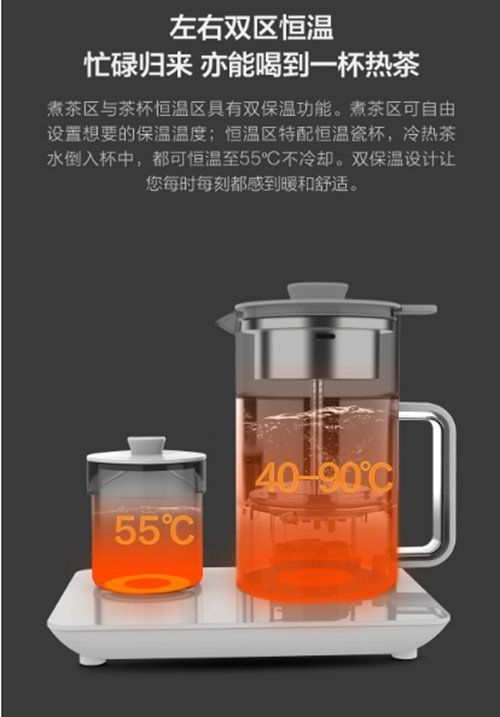 左右双区恒温
忙碌归来 亦能喝到一杯热茶
煮茶区与茶杯恒温区具有双保温功能。煮茶区可自由
设置想要的保温温度；恒温区特配恒温瓷杯，冷热茶
水倒入杯中，都可恒温至55℃不冷却。双保温设计让
您每时每刻都感到暖和舒适。
40-90℃
55℃